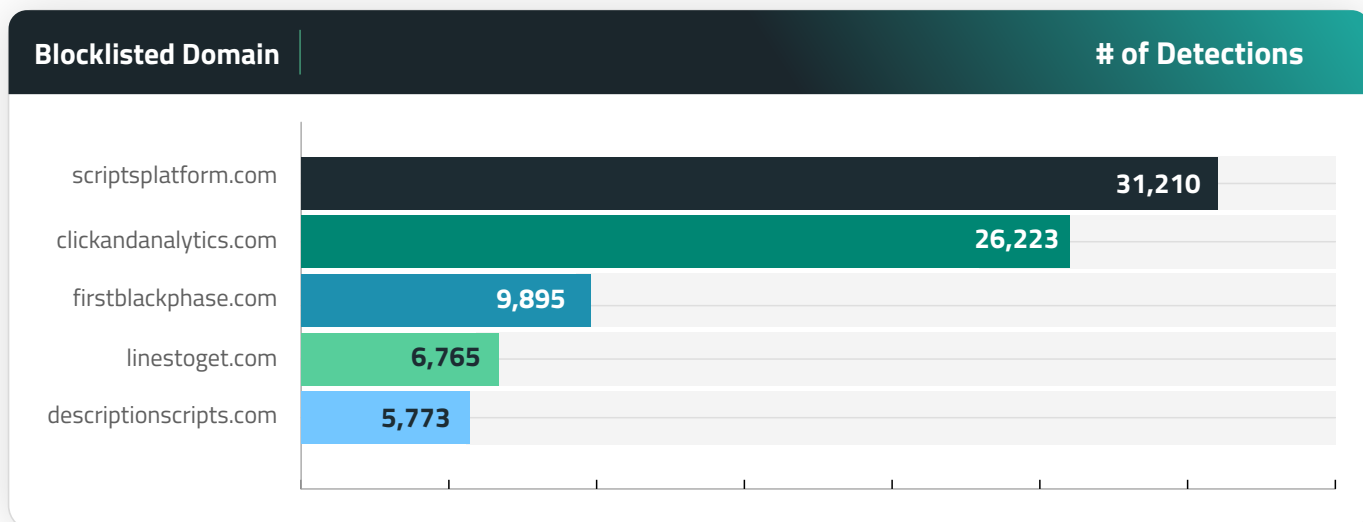 Blocklisted Domain # of Detections
scriptsplatform.com 31,210
clickandanalytics.com 26,223
firstblackphase.com 9,895
linestoget.com 6,765
descriptionscripts.com 5,773